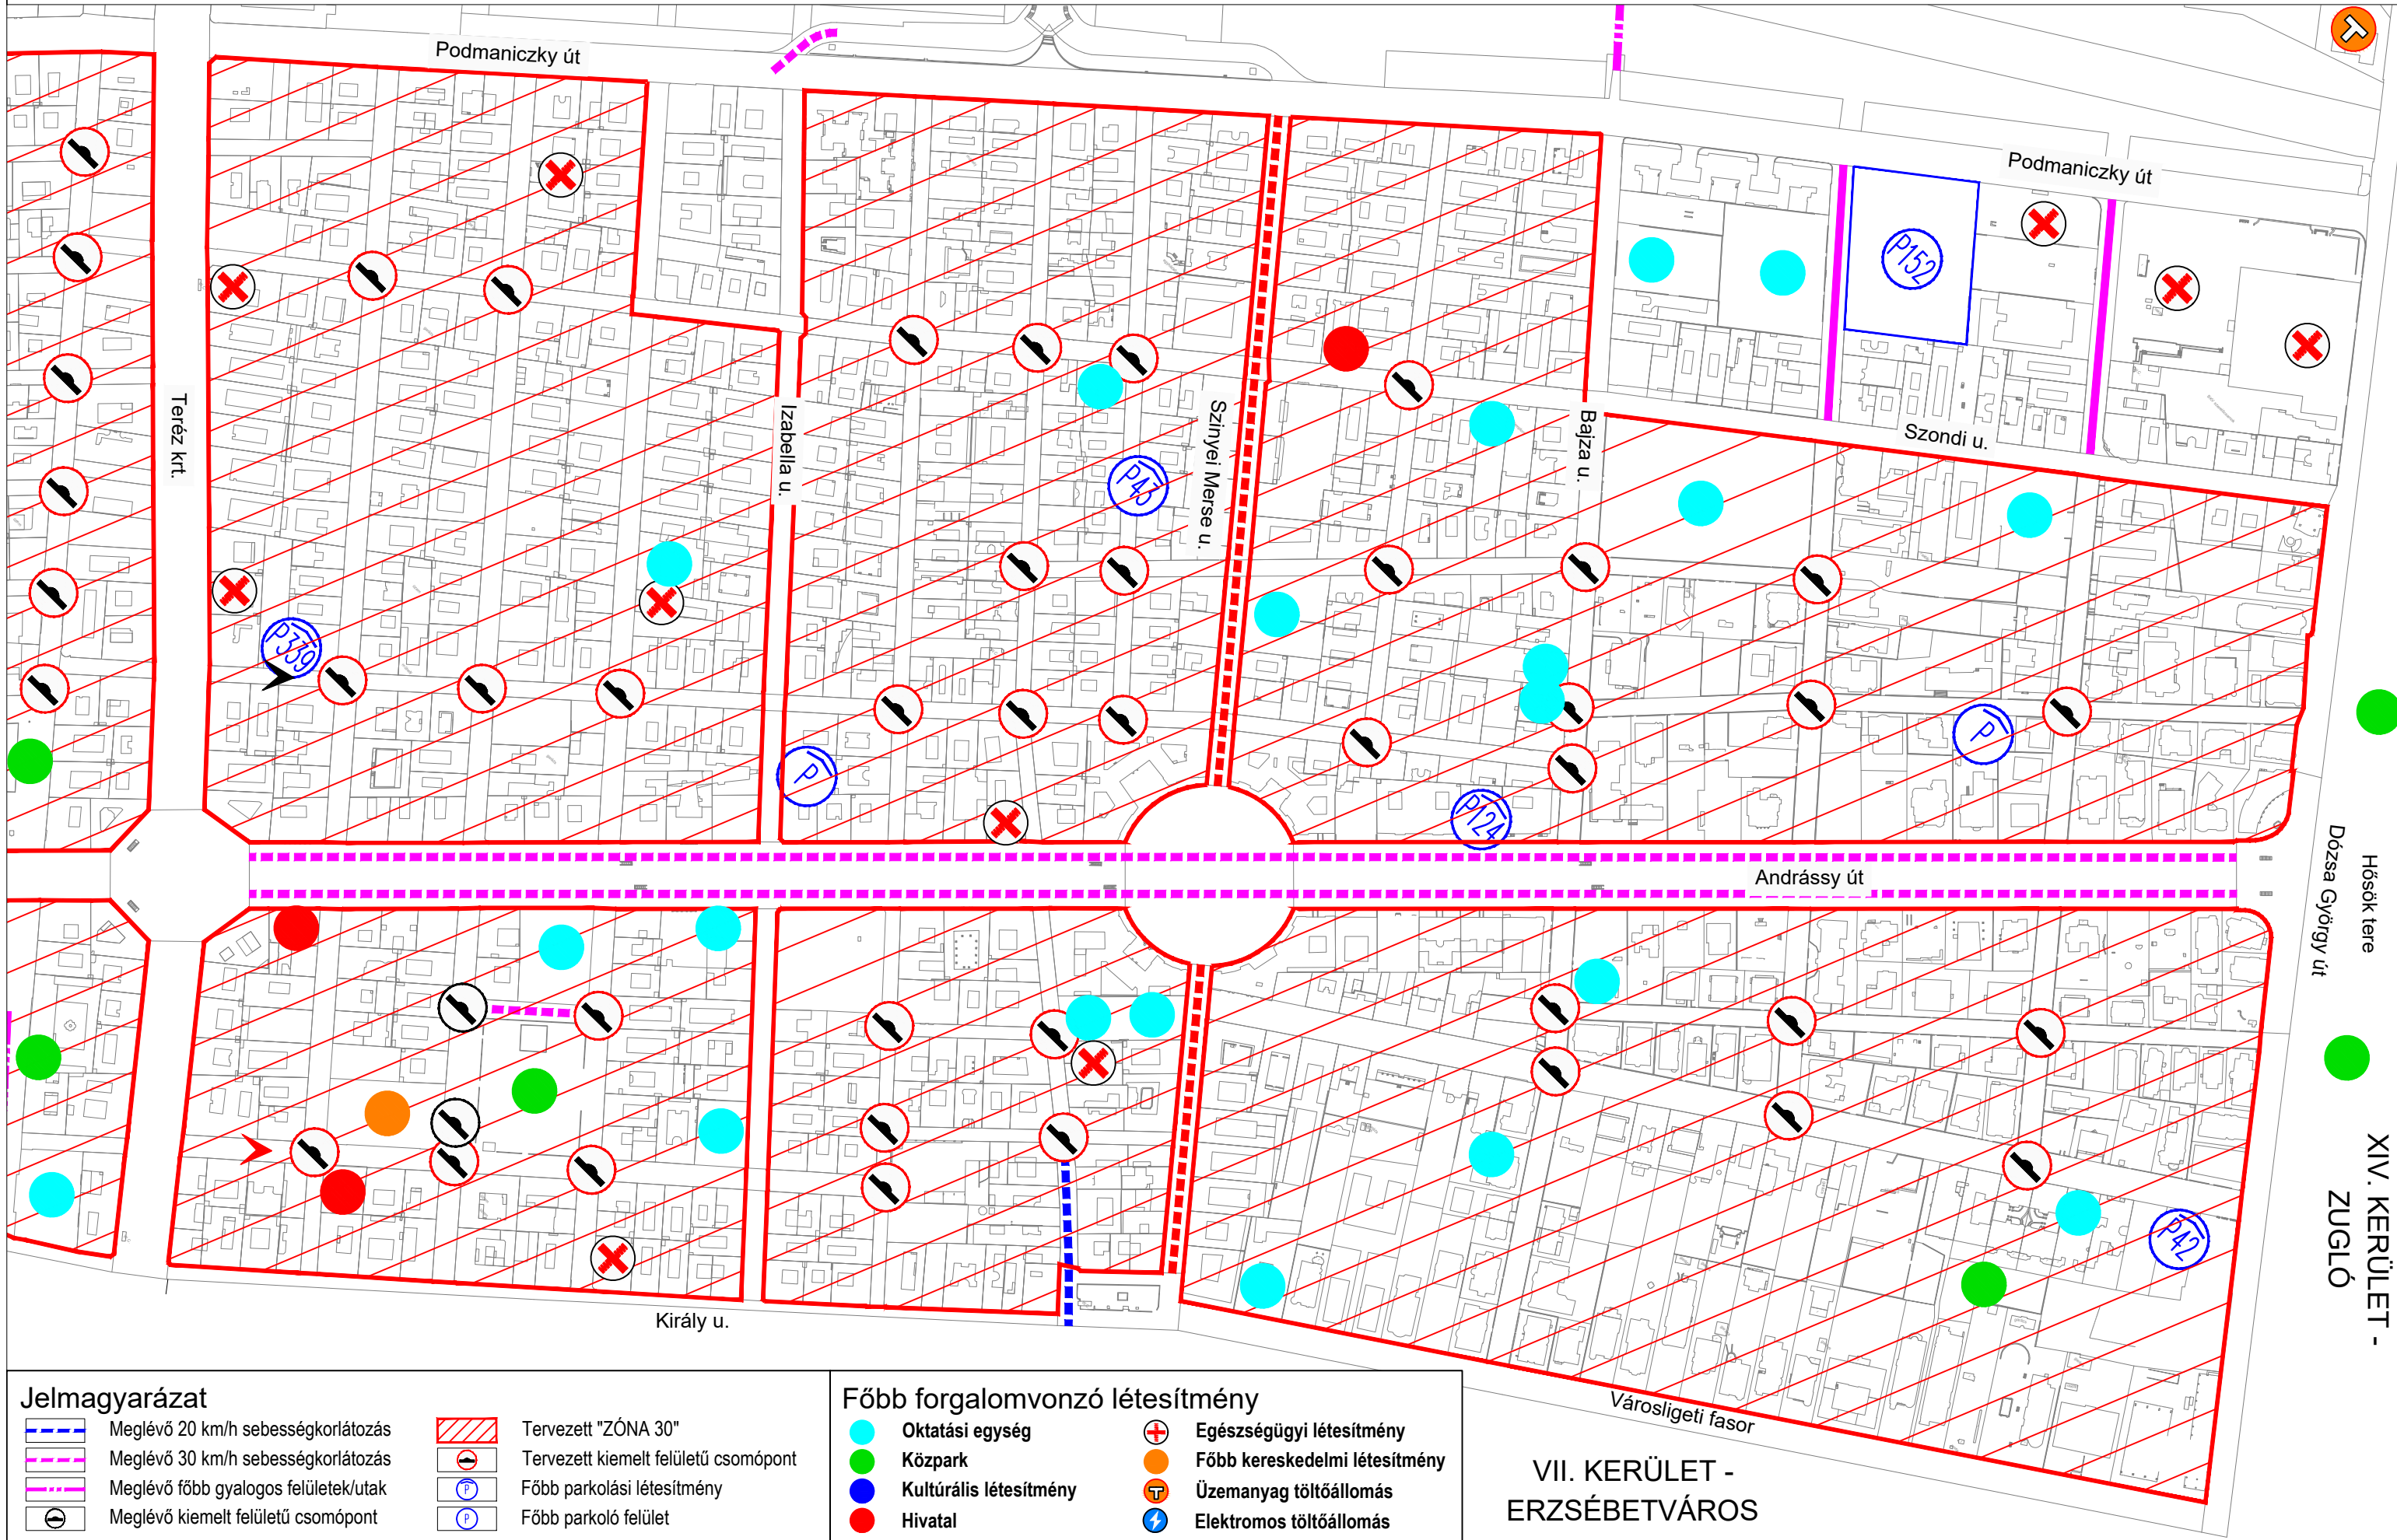 Podmaniczky út
Podmaniczky út
P152
Teréz krt.
Izabella u.
Szinyei Merse u.
Bajza u.
Szondi u.
P45
P339
P
P
P124
Andrássy út
Dózsa György út
Hősök tere
XIV. KERÜLET -
ZUGLÓ
P42
Király u.
Városligeti fasor
VII. KERÜLET -
ERZSÉBETVÁROS
Jelmagyarázat
Meglévő 20 km/h sebességkorlátozás
Meglévő 30 km/h sebességkorlátozás
Meglévő főbb gyalogos felületek/utak
Meglévő kiemelt felületű csomópont
Tervezett "ZÓNA 30"
Tervezett kiemelt felületű csomópont
P Főbb parkolási létesítmény
P Főbb parkoló felület
Főbb forgalomvonzó létesítmény
Oktatási egység
Közpark
Kultúrális létesítmény
Hivatal
Egészségügyi létesítmény
Főbb kereskedelmi létesítmény
Üzemanyag töltőállomás
Elektromos töltőállomás